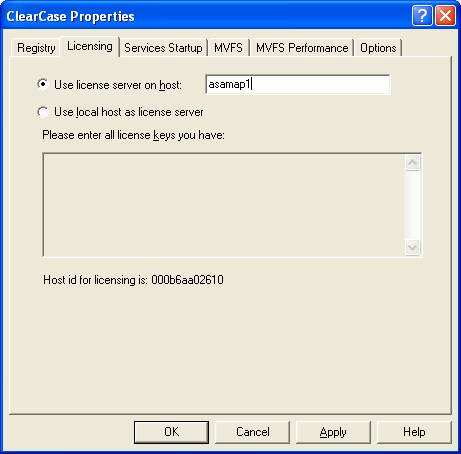 ClearCase Properties
Registry Licensing Services Startup MVFS MVFS Performance Options
Use license server on host: asamap1
Use local host as license server
Please enter all license keys you have:
Host id for licensing is: 000b6aa02610
OK Cancel Apply Help